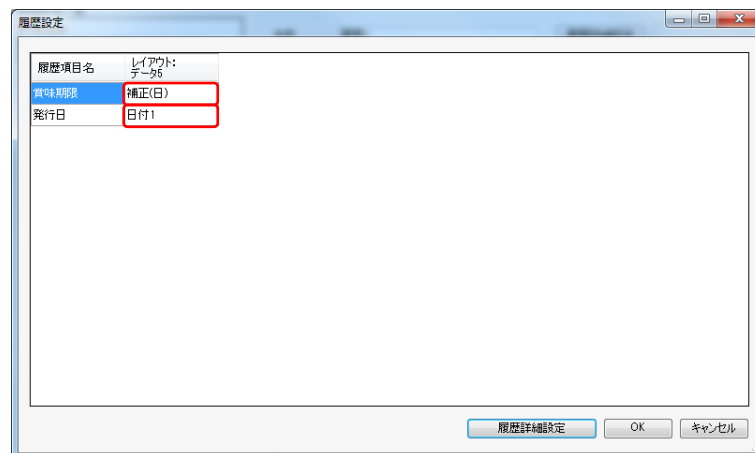 履歴設定
履歴項目名
レイアウト:
データ5
賞味期限
補正(日)
発行日
日付1
履歴詳細設定
OK
キャンセル